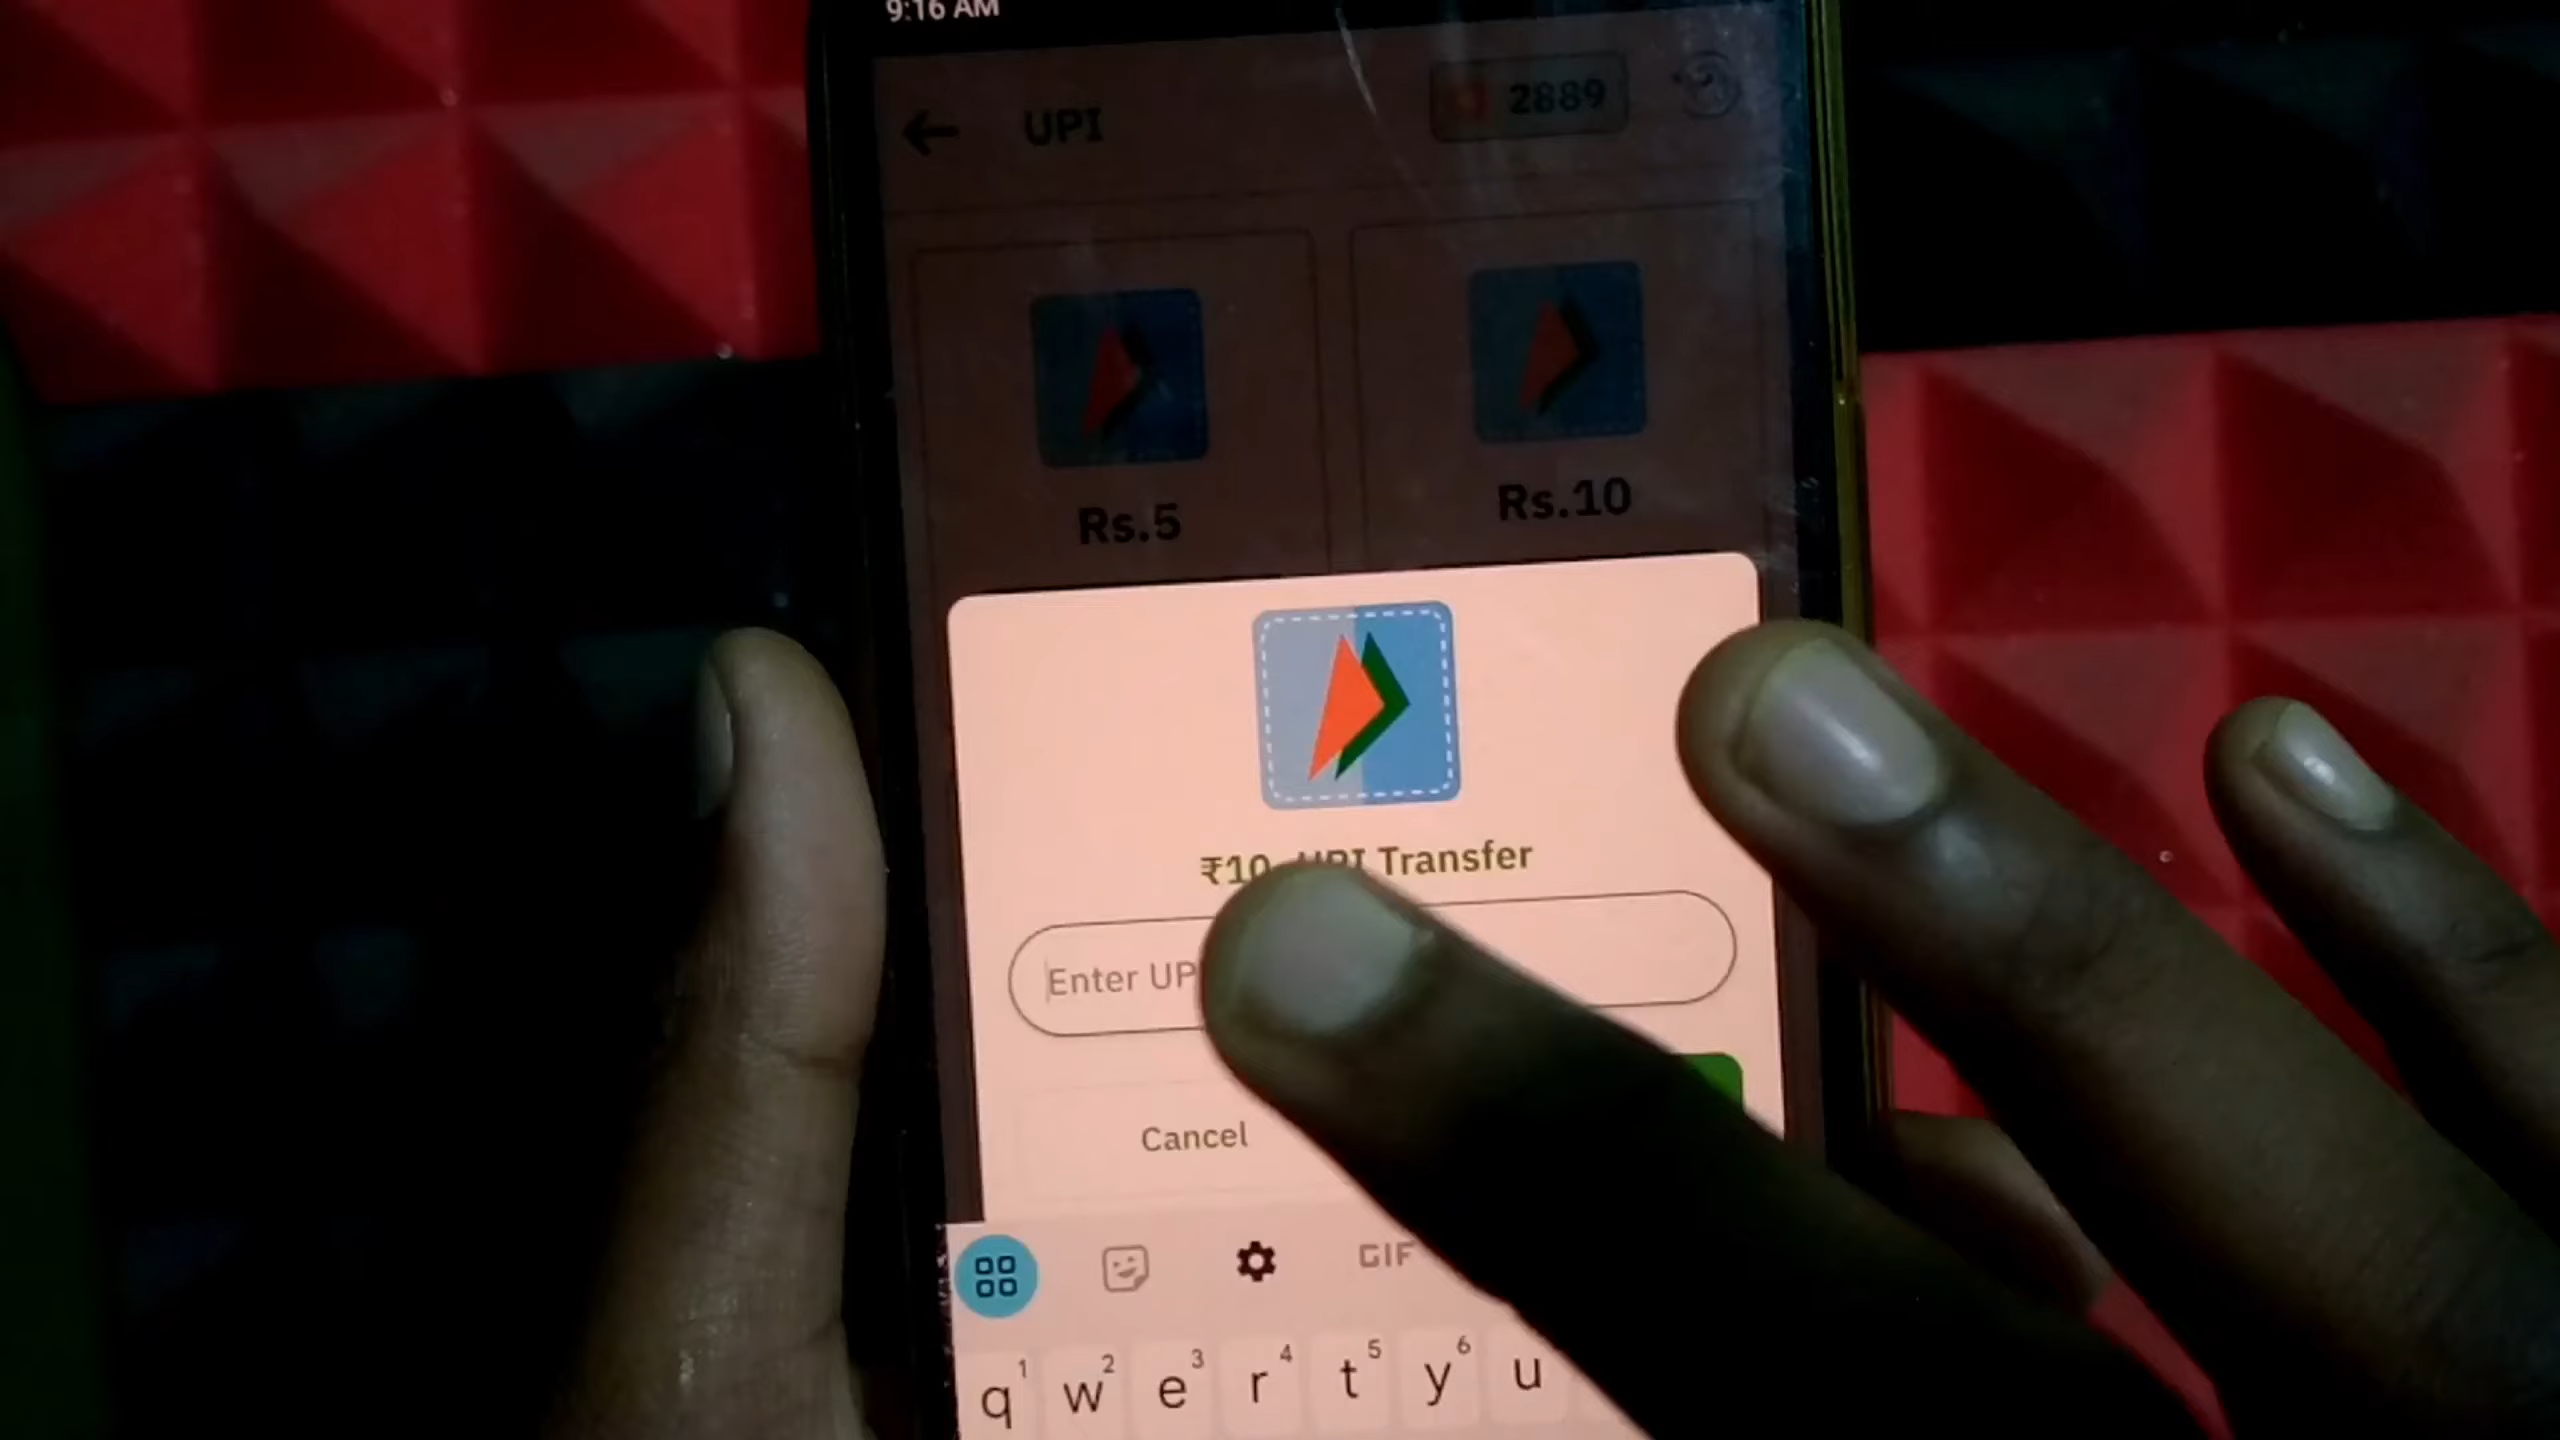 9:16 AM
UPI
2889
Rs.5
Rs.10
₹10 UPI Transfer
Enter UP
Cancel
GIF
1 2 3 4 5 6
q w e r t y u